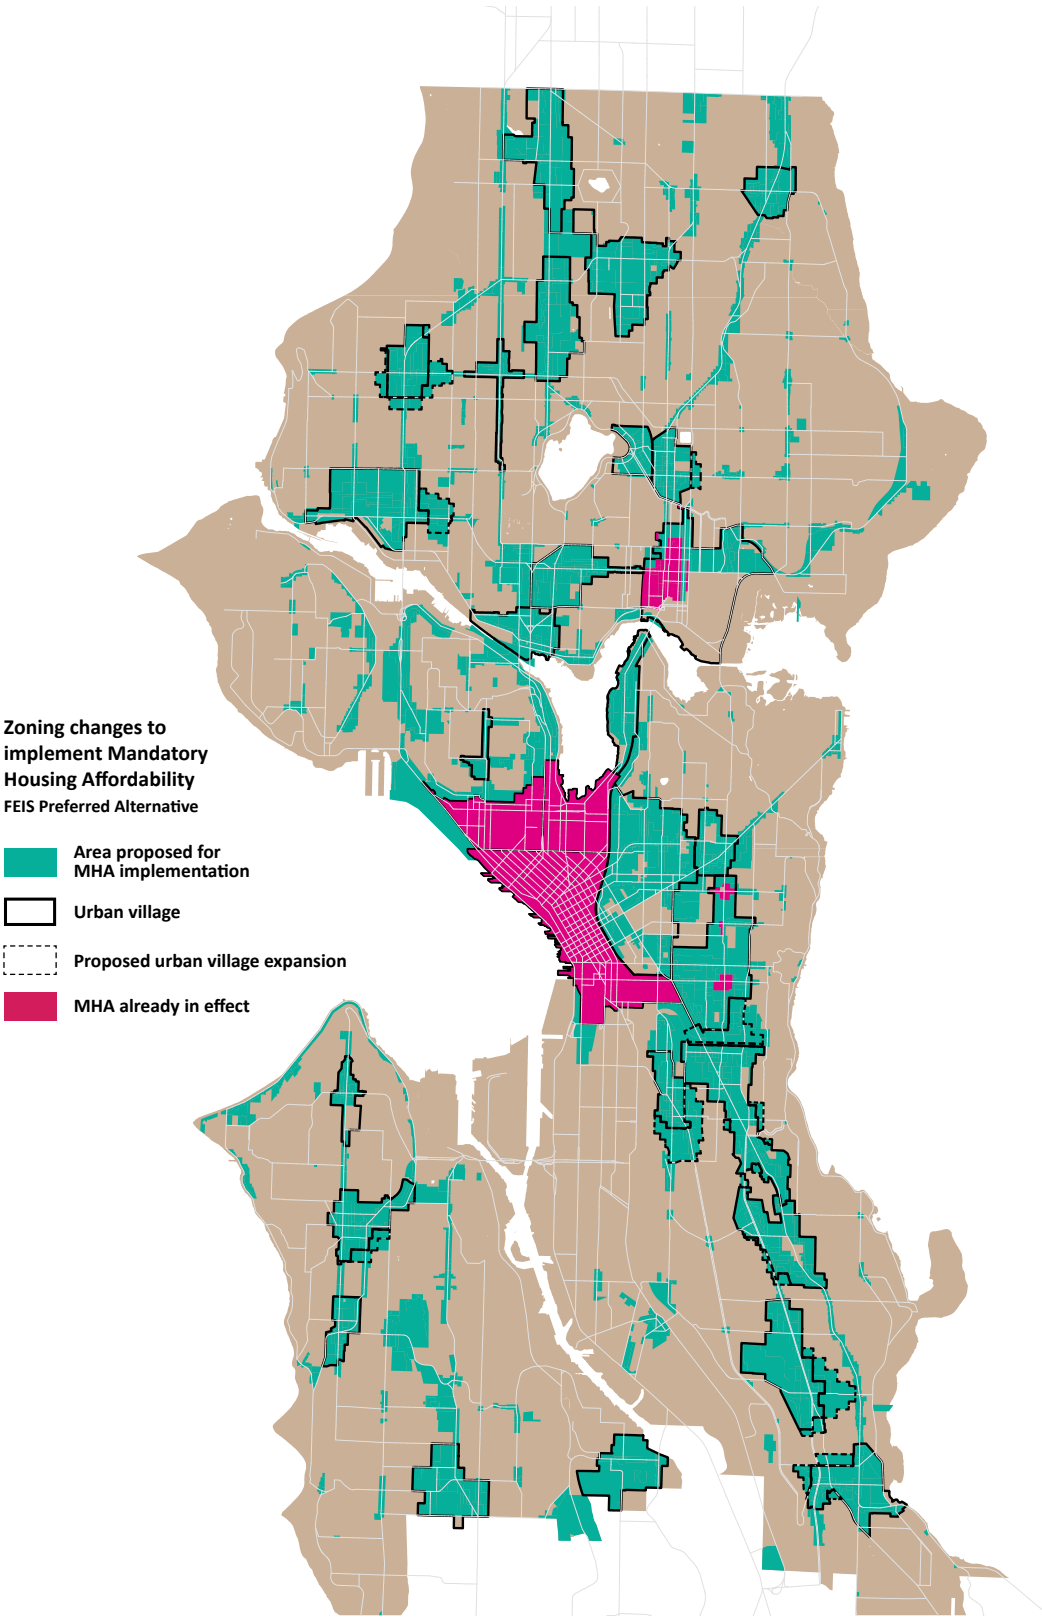 Zoning changes to
implement Mandatory
Housing Affordability
FEIS Preferred Alternative
Area proposed for
MHA implementation
Urban village
Proposed urban village expansion
MHA already in effect